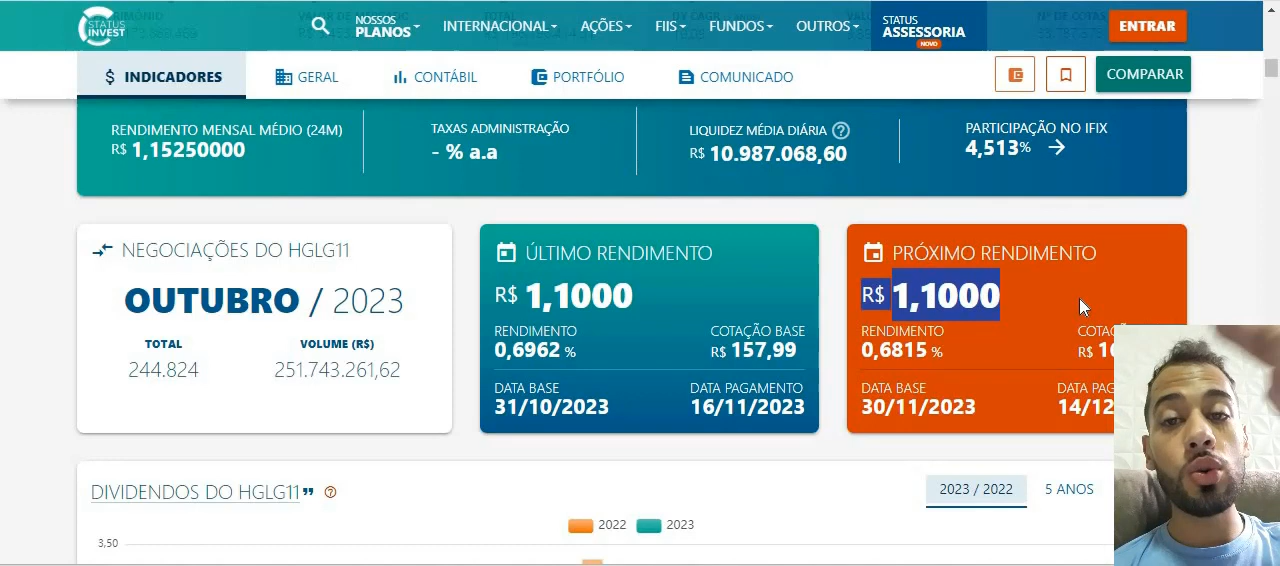 STATUS INVEST
NOSSOS PLANOS
INTERNACIONAL
AÇÕES
FIIS
FUNDOS
OUTROS
STATUS ASSESSORIA
NOVO
ENTRAR
$ INDICADORES
GERAL
CONTÁBIL
PORTFÓLIO
COMUNICADO
COMPARAR
RENDIMENTO MENSAL MÉDIO (24M)
R$ 1,15250000
TAXAS ADMINISTRAÇÃO
- % a.a
LIQUIDEZ MÉDIA DIÁRIA ?
R$ 10.987.068,60
PARTICIPAÇÃO NO IFIX
4,513%
NEGOCIAÇÕES DO HGLG11
OUTUBRO / 2023
TOTAL
244.824
VOLUME (R$)
251.743.261,62
ÚLTIMO RENDIMENTO
R$ 1,1000
RENDIMENTO
0,6962 %
COTAÇÃO BASE
R$ 157,99
DATA BASE
31/10/2023
DATA PAGAMENTO
16/11/2023
PRÓXIMO RENDIMENTO
R$ 1,1000
RENDIMENTO
0,6815 %
R$
DATA BASE
30/11/2023
14/12
DIVIDENDOS DO HGLG11 ?
2023 / 2022
5 ANOS
2022
2023
3,50